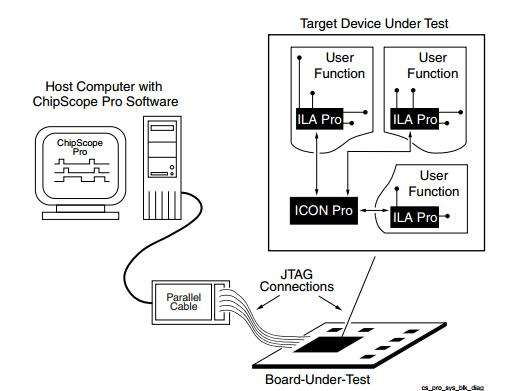 Target Device Under Test
User
Function
User
Function
ILA Pro
ILA Pro
Host Computer with
ChipScope Pro Software
ChipScope
Pro
User
Function
ICON Pro
ILA Pro
JTAG
Connections
Parallel
Cable
Board-Under-Test
cs_pro_sys_blk_diag